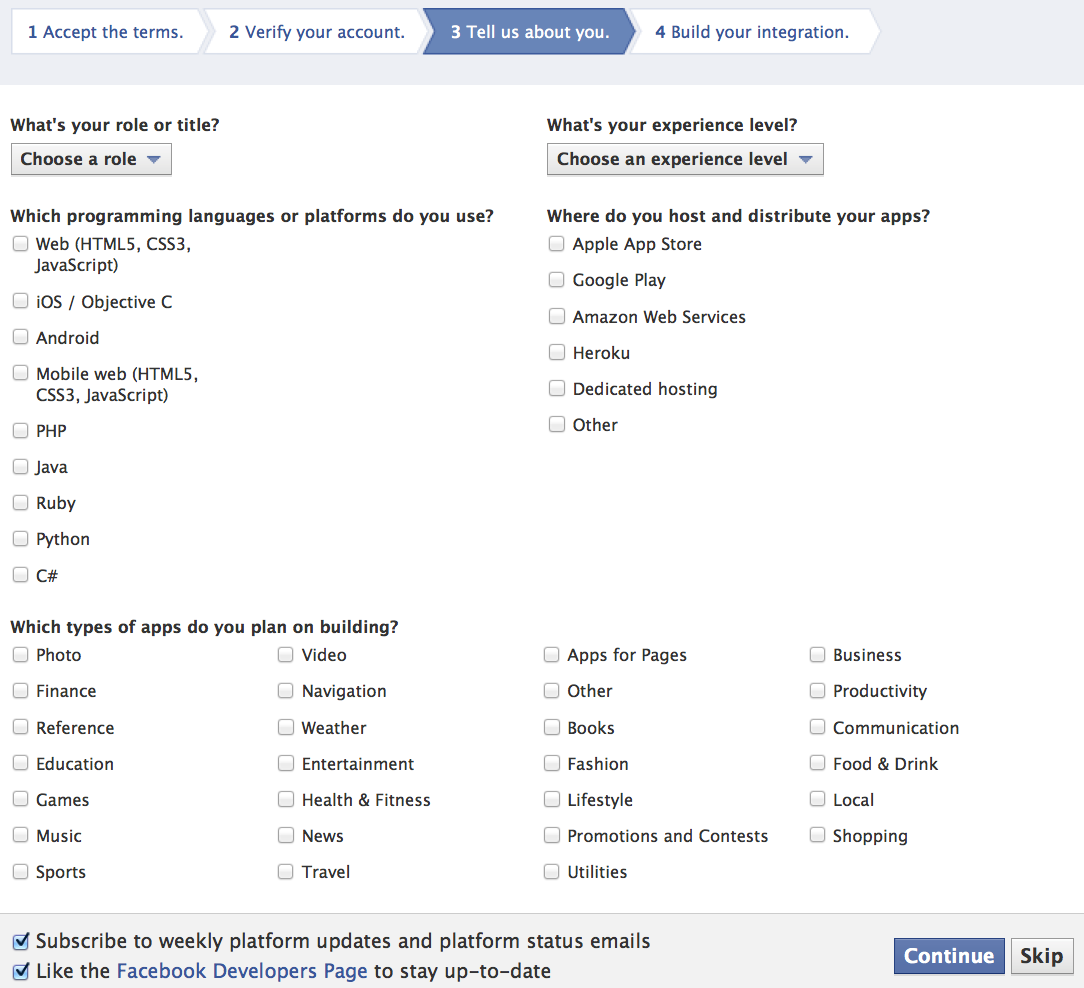 1 Accept the terms.
2 Verify your account.
3 Tell us about you.
4 Build your integration.
What's your role or title?
Choose a role
What's your experience level?
Choose an experience level
Which programming languages or platforms do you use?
Web (HTML5, CSS3,
JavaScript)
iOS / Objective C
Android
Mobile web (HTML5,
CSS3, JavaScript)
PHP
Java
Ruby
Python
C#
Where do you host and distribute your apps?
Apple App Store
Google Play
Amazon Web Services
Heroku
Dedicated hosting
Other
Which types of apps do you plan on building?
Photo
Video
Apps for Pages
Business
Finance
Navigation
Other
Productivity
Reference
Weather
Books
Communication
Education
Entertainment
Fashion
Food & Drink
Games
Health & Fitness
Lifestyle
Local
Music
News
Promotions and Contests
Shopping
Sports
Travel
Utilities
Subscribe to weekly platform updates and platform status emails
Like the Facebook Developers Page to stay up-to-date
Continue
Skip